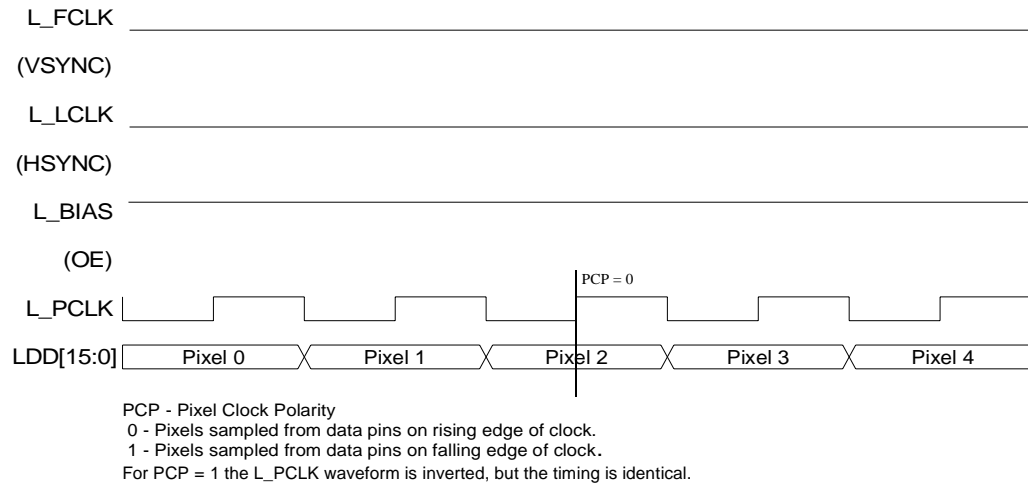 L_FCLK
(VSYNC)
L_LCLK
(HSYNC)
L_BIAS
(OE)
PCP = 0
L_PCLK
LDD[15:0] Pixel 0 Pixel 1 Pixel 2 Pixel 3 Pixel 4
PCP - Pixel Clock Polarity
0 - Pixels sampled from data pins on rising edge of clock.
1 - Pixels sampled from data pins on falling edge of clock.
For PCP = 1 the L_PCLK waveform is inverted, but the timing is identical.